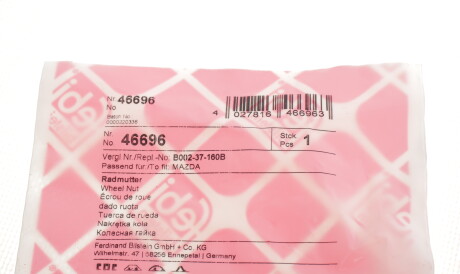 Nr. 46696
No
Batch No:
4 027816 466963
Nr.
No 46696 Stck Pcs 1
Vergl Nr./Repl.-No. B002-37-160B
Passend für/To fit: MAZDA
Radmutter
Wheel Nut
Écrou de roue
dado ruota
Tuerca de rueda
Nakrętka koła
Колесная гайка
Ferdinand Bilstein GmbH + Co. KG
Wilhelmstr. 47 | 58256 Ennepetal | Germany
EAC